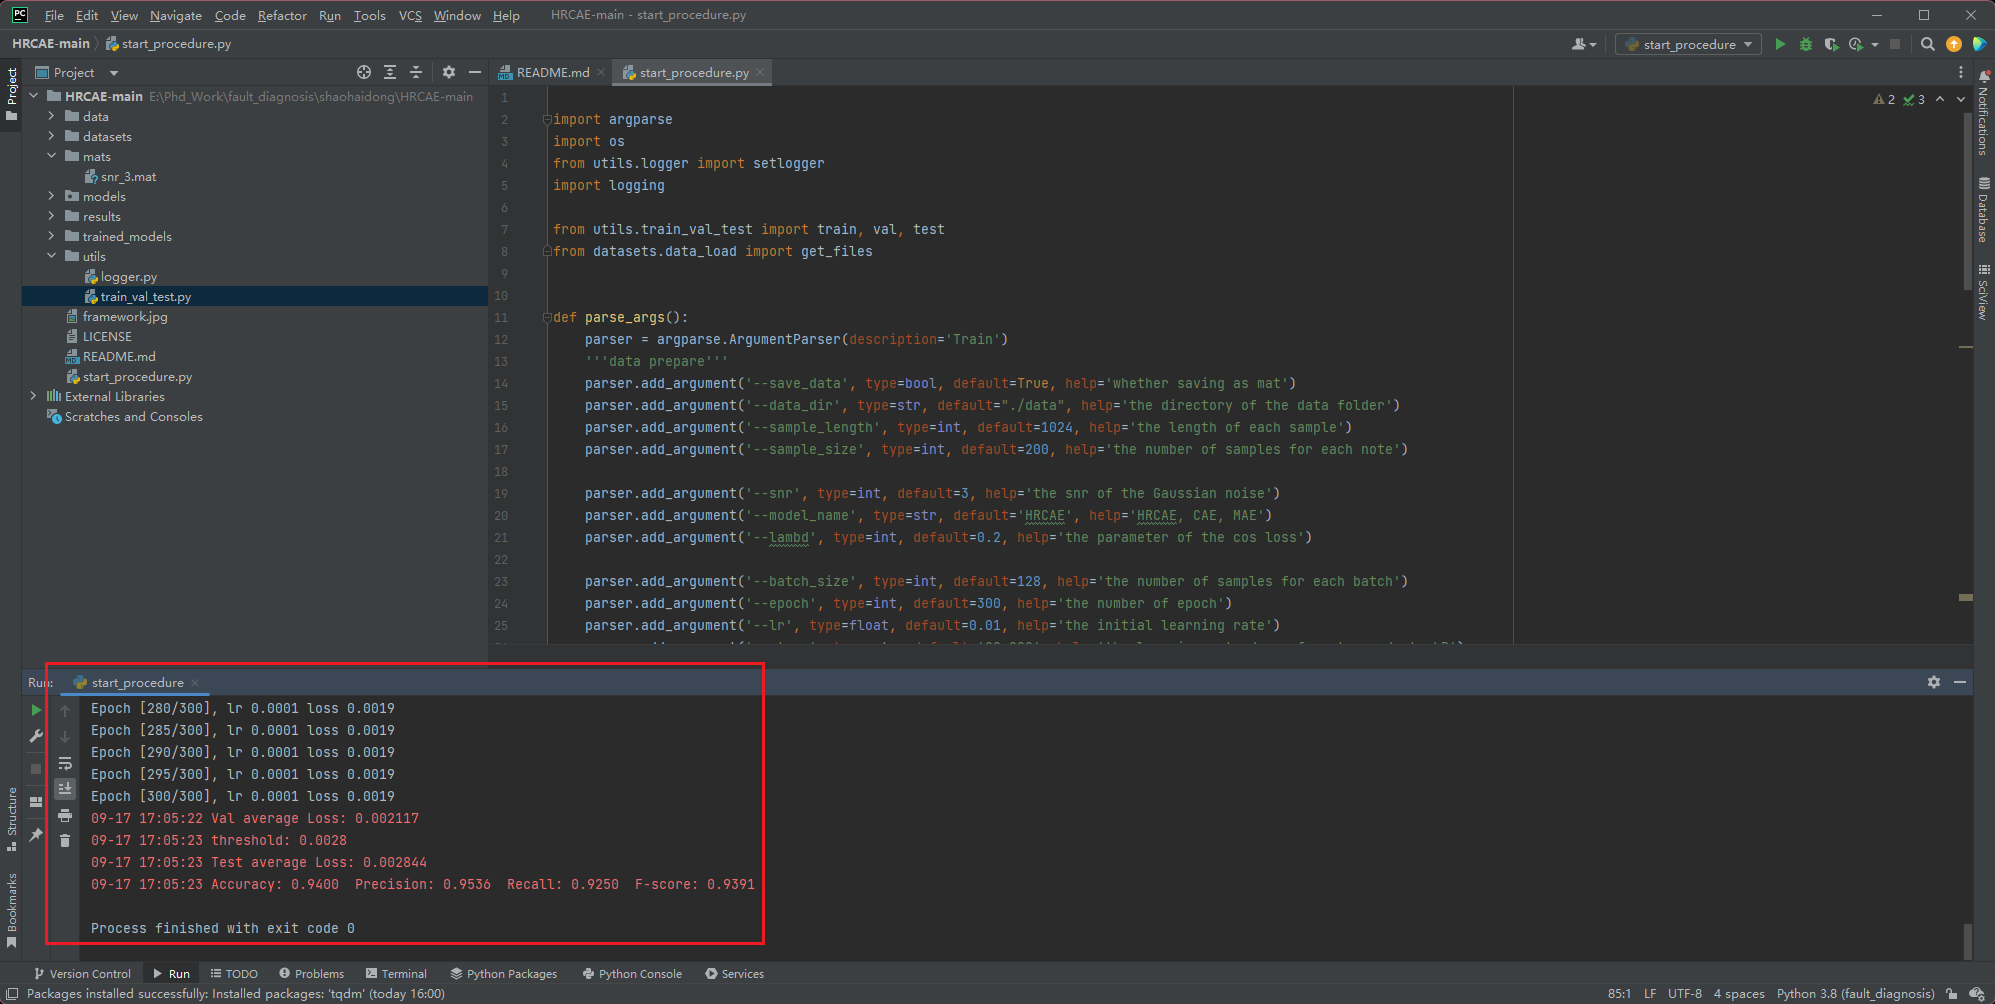 File Edit View Navigate Code Refactor Run Tools VCS Window Help HRCAE-main - start_procedure.py
HRCAE-main start_procedure.py
start_procedure
Project
Project
README.md
start_procedure.py
HRCAE-main E:\Phd_Work\fault_diagnosis\shaohaidong\HRCAE-main
data
datasets
mats
snr_3.mat
models
results
trained_models
utils
logger.py
train_val_test.py
framework.jpg
LICENSE
README.md
start_procedure.py
External Libraries
Scratches and Consoles
2 3
1
2 import argparse
3 import os
4 from utils.logger import setlogger
5 import logging
6
7 from utils.train_val_test import train, val, test
8 from datasets.data_load import get_files
9
10
11 def parse_args():
12 parser = argparse.ArgumentParser(description='Train')
13 '''data prepare'''
14 parser.add_argument('--save_data', type=bool, default=True, help='whether saving as mat')
15 parser.add_argument('--data_dir', type=str, default="./data", help='the directory of the data folder')
16 parser.add_argument('--sample_length', type=int, default=1024, help='the length of each sample')
17 parser.add_argument('--sample_size', type=int, default=200, help='the number of samples for each note')
18
19 parser.add_argument('--snr', type=int, default=3, help='the snr of the Gaussian noise')
20 parser.add_argument('--model_name', type=str, default='HRCAE', help='HRCAE, CAE, MAE')
21 parser.add_argument('--lambd', type=int, default=0.2, help='the parameter of the cos loss')
22
23 parser.add_argument('--batch_size', type=int, default=128, help='the number of samples for each batch')
24 parser.add_argument('--epoch', type=int, default=300, help='the number of epoch')
25 parser.add_argument('--lr', type=float, default=0.01, help='the initial learning rate')
Notifications
Database
SciView
Run: start_procedure
Epoch [280/300], lr 0.0001 loss 0.0019
Epoch [285/300], lr 0.0001 loss 0.0019
Epoch [290/300], lr 0.0001 loss 0.0019
Epoch [295/300], lr 0.0001 loss 0.0019
Epoch [300/300], lr 0.0001 loss 0.0019
09-17 17:05:22 Val average Loss: 0.002117
09-17 17:05:23 threshold: 0.0028
09-17 17:05:23 Test average Loss: 0.002844
09-17 17:05:23 Accuracy: 0.9400 Precision: 0.9536 Recall: 0.9250 F-score: 0.9391
Process finished with exit code 0
Structure
Bookmarks
Version Control Run TODO Problems Terminal Python Packages Python Console Services
Packages installed successfully: Installed packages: 'tqdm' (today 16:00) 85:1 LF UTF-8 4 spaces Python 3.8 (fault_diagnosis)